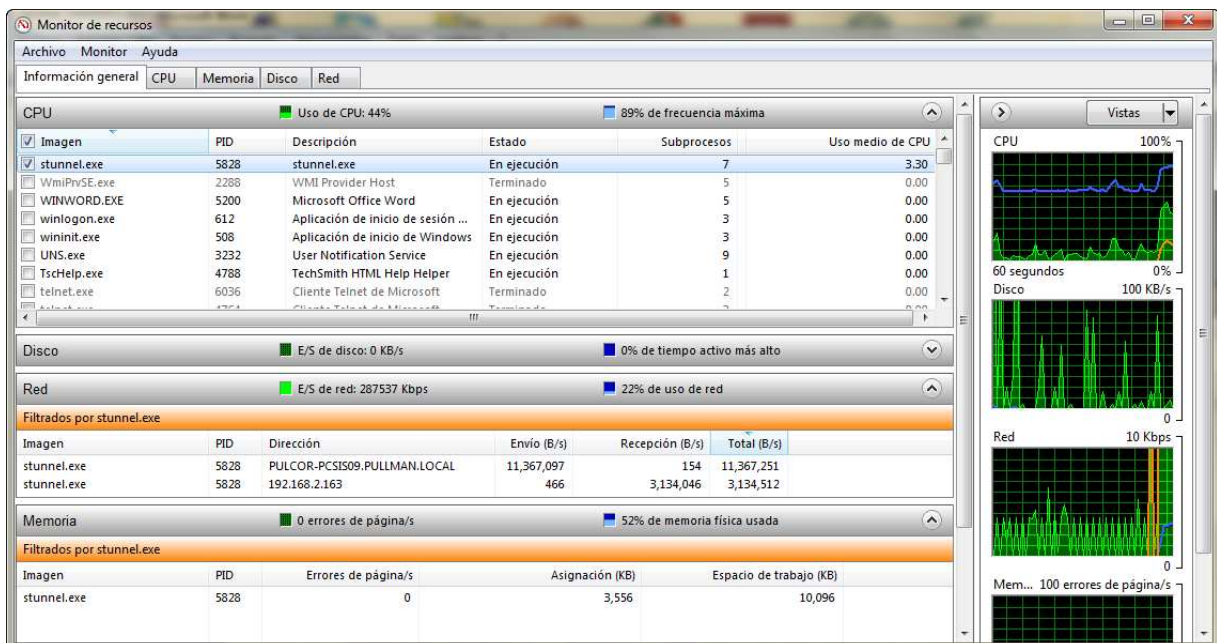 Monitor de recursos
Archivo Monitor Ayuda
Información general CPU Memoria Disco Red
CPU Uso de CPU: 44% 89% de frecuencia máxima
Imagen PID Descripción Estado Subprocesos Uso medio de CPU
stunnel.exe 5828 stunnel.exe En ejecución 7 3.30
WmiPrvSE.exe 2288 WMI Provider Host Terminado 5 0.00
WINWORD.EXE 5200 Microsoft Office Word En ejecución 5 0.00
winlogon.exe 612 Aplicación de inicio de sesión ... En ejecución 3 0.00
wininit.exe 508 Aplicación de inicio de Windows En ejecución 3 0.00
UNS.exe 3232 User Notification Service En ejecución 9 0.00
TscHelp.exe 4788 TechSmith HTML Help Helper En ejecución 1 0.00
telnet.exe 6036 Cliente Telnet de Microsoft Terminado 2 0.00
Disco E/S de disco: 0 KB/s 0% de tiempo activo más alto
Red E/S de red: 287537 Kbps 22% de uso de red
Filtrados por stunnel.exe
Imagen PID Dirección Envío (B/s) Recepción (B/s) Total (B/s)
stunnel.exe 5828 PULCOR-PCSIS09.PULLMAN.LOCAL 11,367,097 154 11,367,251
stunnel.exe 5828 192.168.2.163 466 3,134,046 3,134,512
Memoria 0 errores de página/s 52% de memoria física usada
Filtrados por stunnel.exe
Imagen PID Errores de página/s Asignación (KB) Espacio de trabajo (KB)
stunnel.exe 5828 0 3,556 10,096
Vistas
CPU 100%
60 segundos 0%
Disco 100 KB/s
0
Red 10 Kbps
0
Mem... 100 errores de página/s